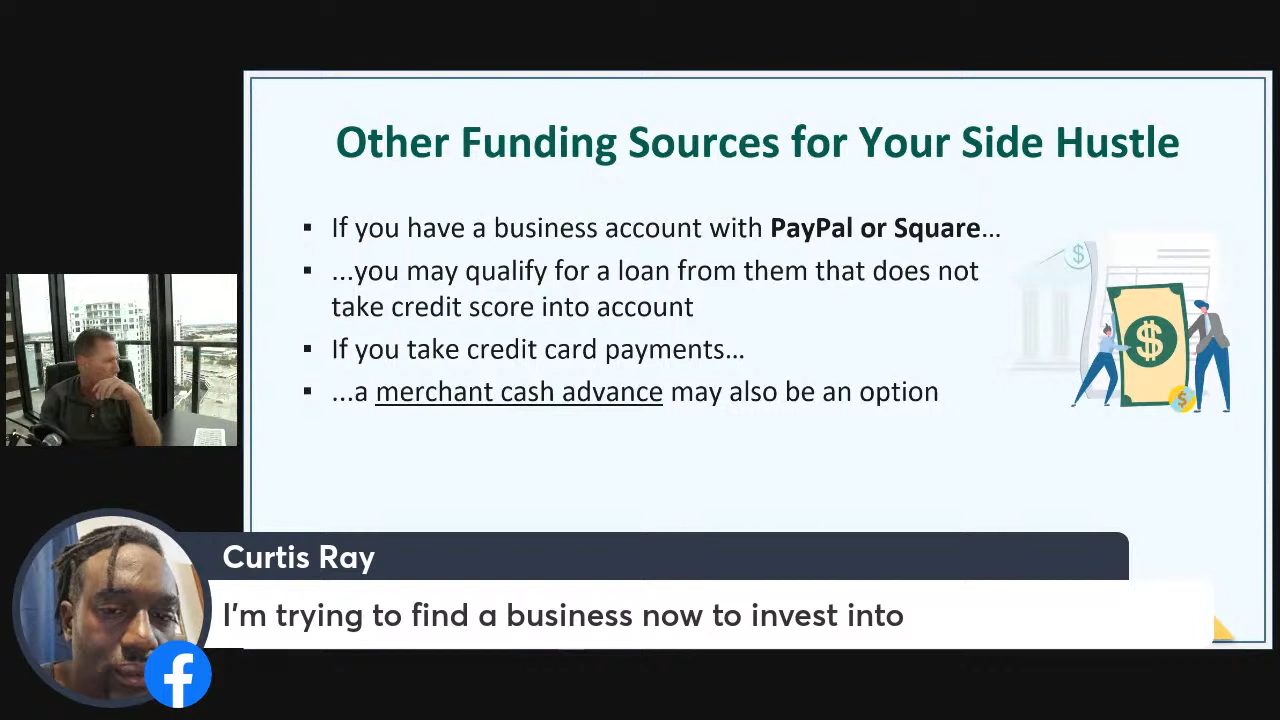 Other Funding Sources for Your Side Hustle
▪ If you have a business account with PayPal or Square...
▪ ...you may qualify for a loan from them that does not
take credit score into account
▪ If you take credit card payments...
▪ ...a merchant cash advance may also be an option
$
$
$
Curtis Ray
I'm trying to find a business now to invest into
f